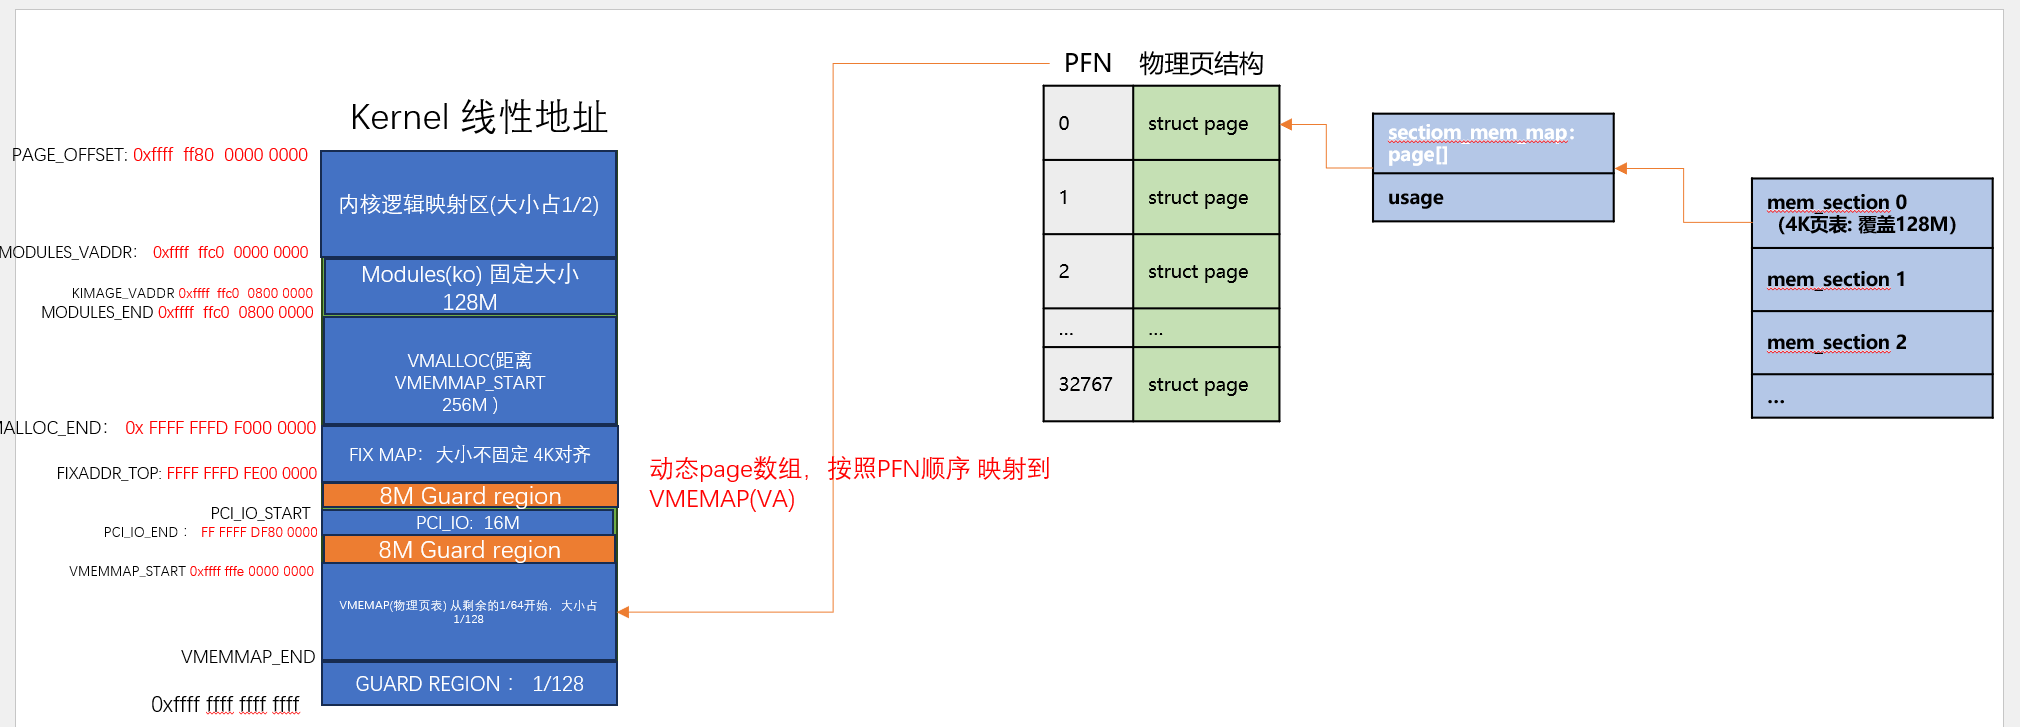 Kernel 线性地址
PAGE_OFFSET: 0xffff  ff80  0000 0000
内核逻辑映射区(大小占1/2)
MODULES_VADDR:  0xffff  ffc0  0000 0000
Modules(ko) 固定大小
128M
KIMAGE_VADDR 0xffff  ffc0  0800 0000
MODULES_END 0xffff  ffc0  0800 0000
VMALLOC(距离
VMEMMAP_START
256M )
MALLOC_END:  0x FFFF FFFD F000 0000
FIX MAP:  大小不固定 4K对齐
FIXADDR_TOP: FFFF FFFD FE00 0000
8M Guard region
PCI_IO_START
PCI_IO:  16M
PCI_IO_END :  FF FFFF DF80 0000
8M Guard region
VMEMMAP_START 0xffff fffe 0000 0000
VMEMAP(物理页表) 从剩余的1/64开始，大小占
1/128
VMEMMAP_END
GUARD REGION :  1/128
0xffff ffff ffff ffff
动态page数组，按照PFN顺序 映射到
VMEMAP(VA)
PFN 物理页结构
0 struct page
1 struct page
2 struct page
... ...
32767 struct page
sectiom_mem_map:
page[]
usage
mem_section 0
（4K页表: 覆盖128M）
mem_section 1
mem_section 2
...